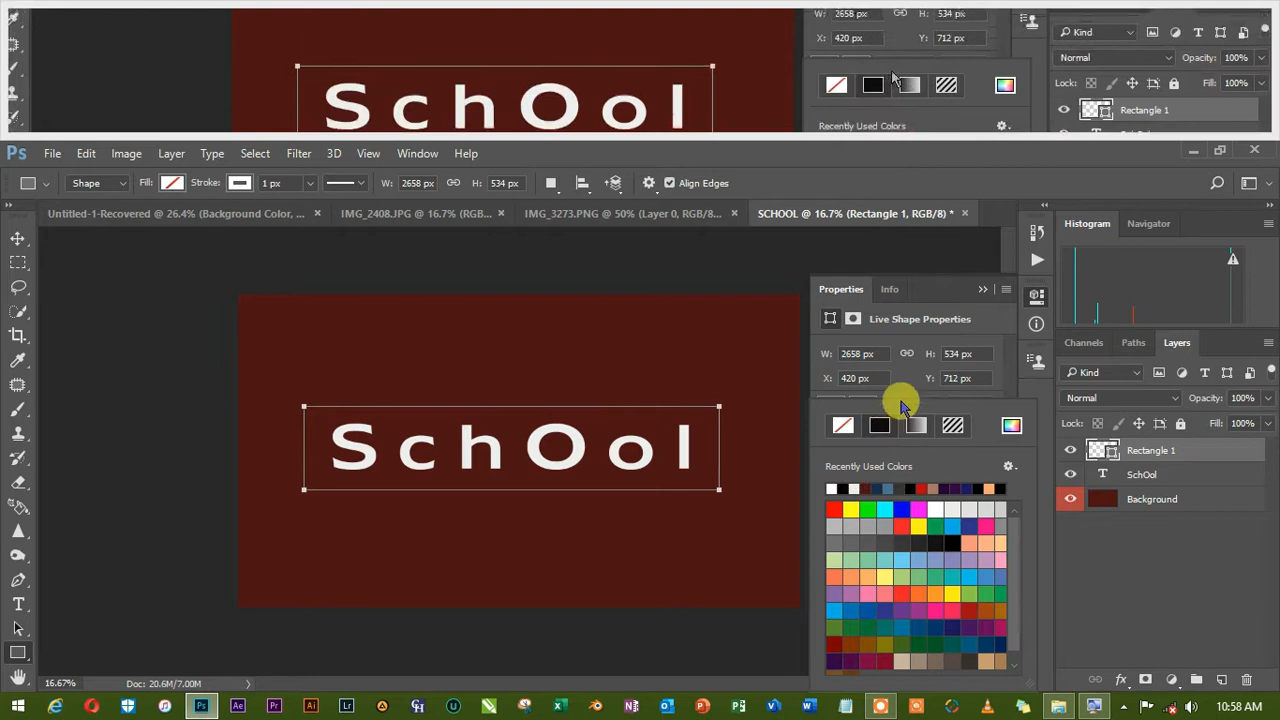 W: 2658 px H: 534 px
Kind
X: 420 px Y: 712 px
Normal Opacity: 100%
Lock: Fill: 100%
SchOol
Rectangle 1
Recently Used Colors
Ps File Edit Image Layer Type Select Filter 3D View Window Help
Shape Fill: Stroke: 1 px W: 2658 px H: 534 px Align Edges
Untitled-1-Recovered @ 26.4% (Background Color, ... × IMG_2408.JPG @ 16.7% (RGB... × IMG_3273.PNG @ 50% (Layer 0, RGB/8... × SCHOOL @ 16.7% (Rectangle 1, RGB/8) * ×
Histogram Navigator
Properties Info
Live Shape Properties
W: 2658 px H: 534 px
X: 420 px Y: 712 px
Channels Paths Layers
Kind
Normal Opacity: 100%
Lock: Fill: 100%
Rectangle 1
SchOol
Background
SchOol
Recently Used Colors
16.67% Doc: 20.6M/7.00M
Ps Ae Pr Ai Lr 10:58 AM